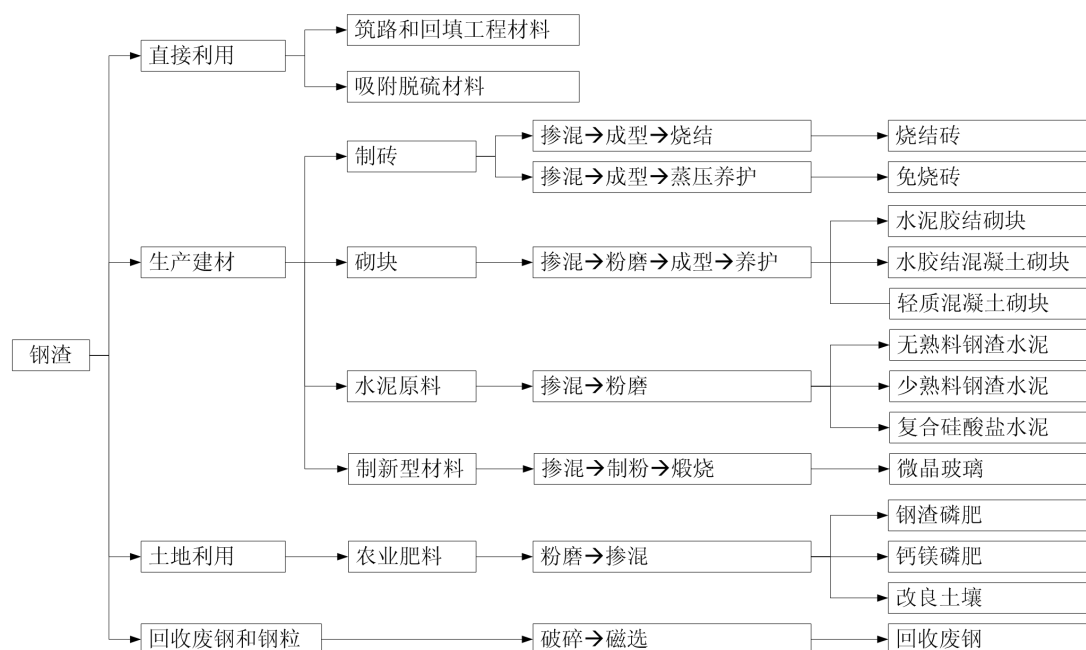 钢渣
直接利用
筑路和回填工程材料
吸附脱硫材料
生产建材
制砖
掺混→成型→烧结
烧结砖
掺混→成型→蒸压养护
免烧砖
砌块
掺混→粉磨→成型→养护
水泥胶结砌块
水胶结混凝土砌块
轻质混凝土砌块
水泥原料
掺混→粉磨
无熟料钢渣水泥
少熟料钢渣水泥
复合硅酸盐水泥
制新型材料
掺混→制粉→煅烧
微晶玻璃
土地利用
农业肥料
粉磨→掺混
钢渣磷肥
钙镁磷肥
改良土壤
回收废钢和钢粒
破碎→磁选
回收废钢